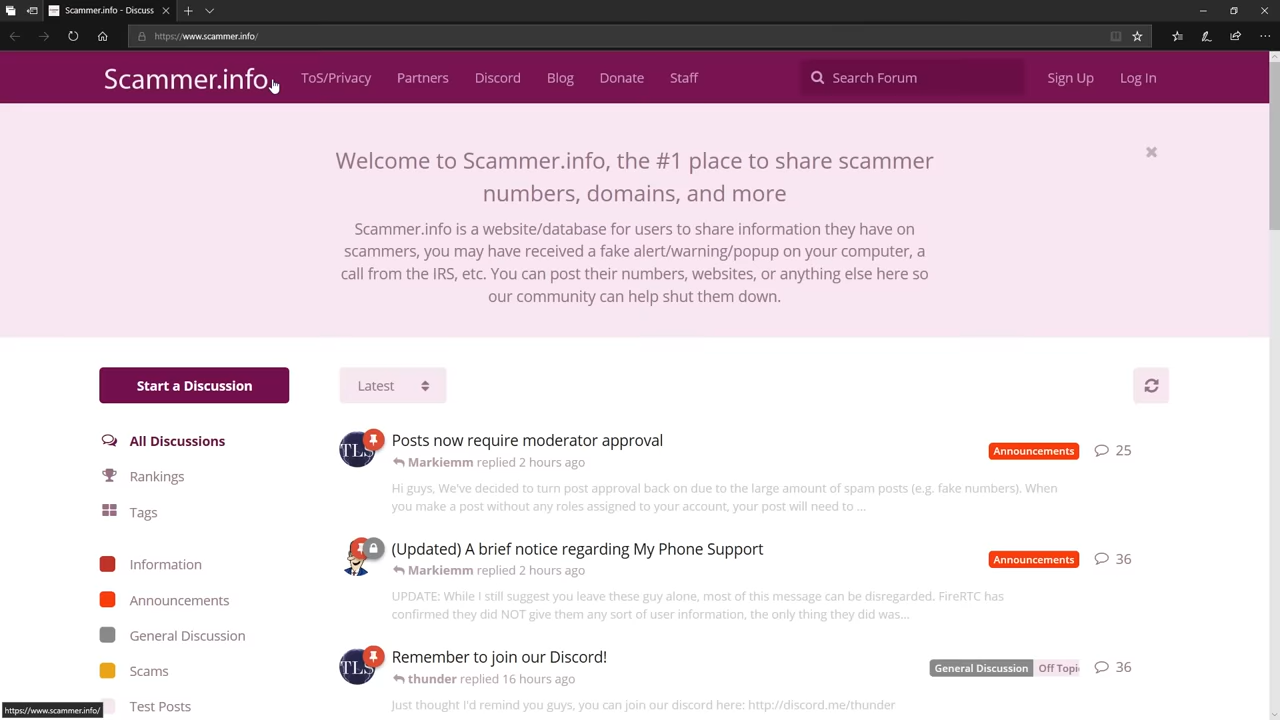 Scammer.info - Discuss
https://www.scammer.info/
Scammer.info
ToS/Privacy
Partners
Discord
Blog
Donate
Staff
Search Forum
Sign Up
Log In
Welcome to Scammer.info, the #1 place to share scammer
numbers, domains, and more
Scammer.info is a website/database for users to share information they have on
scammers, you may have received a fake alert/warning/popup on your computer, a
call from the IRS, etc. You can post their numbers, websites, or anything else here so
our community can help shut them down.
Start a Discussion
Latest
All Discussions
Rankings
Tags
Information
Announcements
General Discussion
Scams
Test Posts
TLS
Posts now require moderator approval
Markiemm replied 2 hours ago
Announcements
25
Hi guys, We've decided to turn post approval back on due to the large amount of spam posts (e.g. fake numbers). When
you make a post without any roles assigned to your account, your post will need to ...
(Updated) A brief notice regarding My Phone Support
Markiemm replied 2 hours ago
Announcements
36
UPDATE: While I still suggest you leave these guy alone, most of this message can be disregarded, FireRTC has
confirmed they did NOT give them any sort of user information, the only thing they did was...
TLS
Remember to join our Discord!
thunder replied 16 hours ago
General Discussion
Off Topi
36
Just thought I'd remind you guys, you can join our discord here: http://discord.me/thunder
https://www.scammer.info/